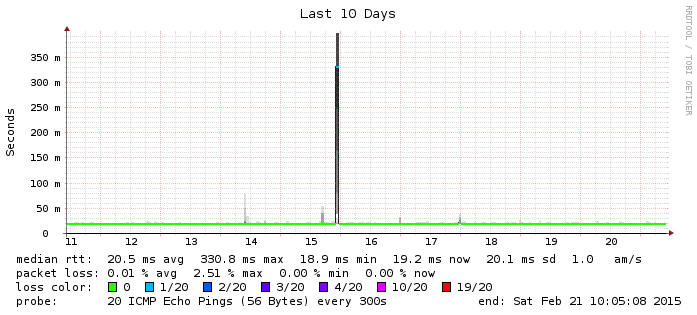 Last 10 Days
RRDTOOL / TOBI OETIKER
Seconds
350 m
300 m
250 m
200 m
150 m
100 m
50 m
0
11 12 13 14 15 16 17 18 19 20
median rtt: 20.5 ms avg 330.8 ms max 18.9 ms min 19.2 ms now 20.1 ms sd 1.0 am/s
packet loss: 0.01 % avg 2.51 % max 0.00 % min 0.00 % now
loss color: 0 1/20 2/20 3/20 4/20 10/20 19/20
probe: 20 ICMP Echo Pings (56 Bytes) every 300s end: Sat Feb 21 10:05:08 2015